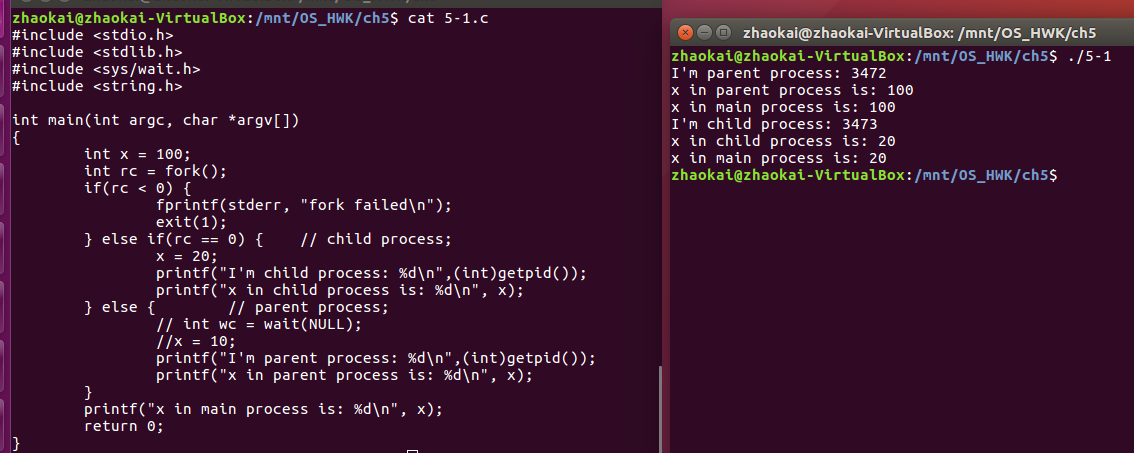 zhaokai@zhaokai-VirtualBox:/mnt/OS_HWK/ch5$ cat 5-1.c
#include <stdio.h>
#include <stdlib.h>
#include <sys/wait.h>
#include <string.h>
int main(int argc, char *argv[])
{
int x = 100;
int rc = fork();
if(rc < 0) {
fprintf(stderr, "fork failed\n");
exit(1);
} else if(rc == 0) {    // child process;
x = 20;
printf("I'm child process: %d\n",(int)getpid());
printf("x in child process is: %d\n", x);
} else {        // parent process;
// int wc = wait(NULL);
//x = 10;
printf("I'm parent process: %d\n",(int)getpid());
printf("x in parent process is: %d\n", x);
}
printf("x in main process is: %d\n", x);
return 0;
}
zhaokai@zhaokai-VirtualBox: /mnt/OS_HWK/ch5
zhaokai@zhaokai-VirtualBox:/mnt/OS_HWK/ch5$ ./5-1
I'm parent process: 3472
x in parent process is: 100
x in main process is: 100
I'm child process: 3473
x in child process is: 20
x in main process is: 20
zhaokai@zhaokai-VirtualBox:/mnt/OS_HWK/ch5$